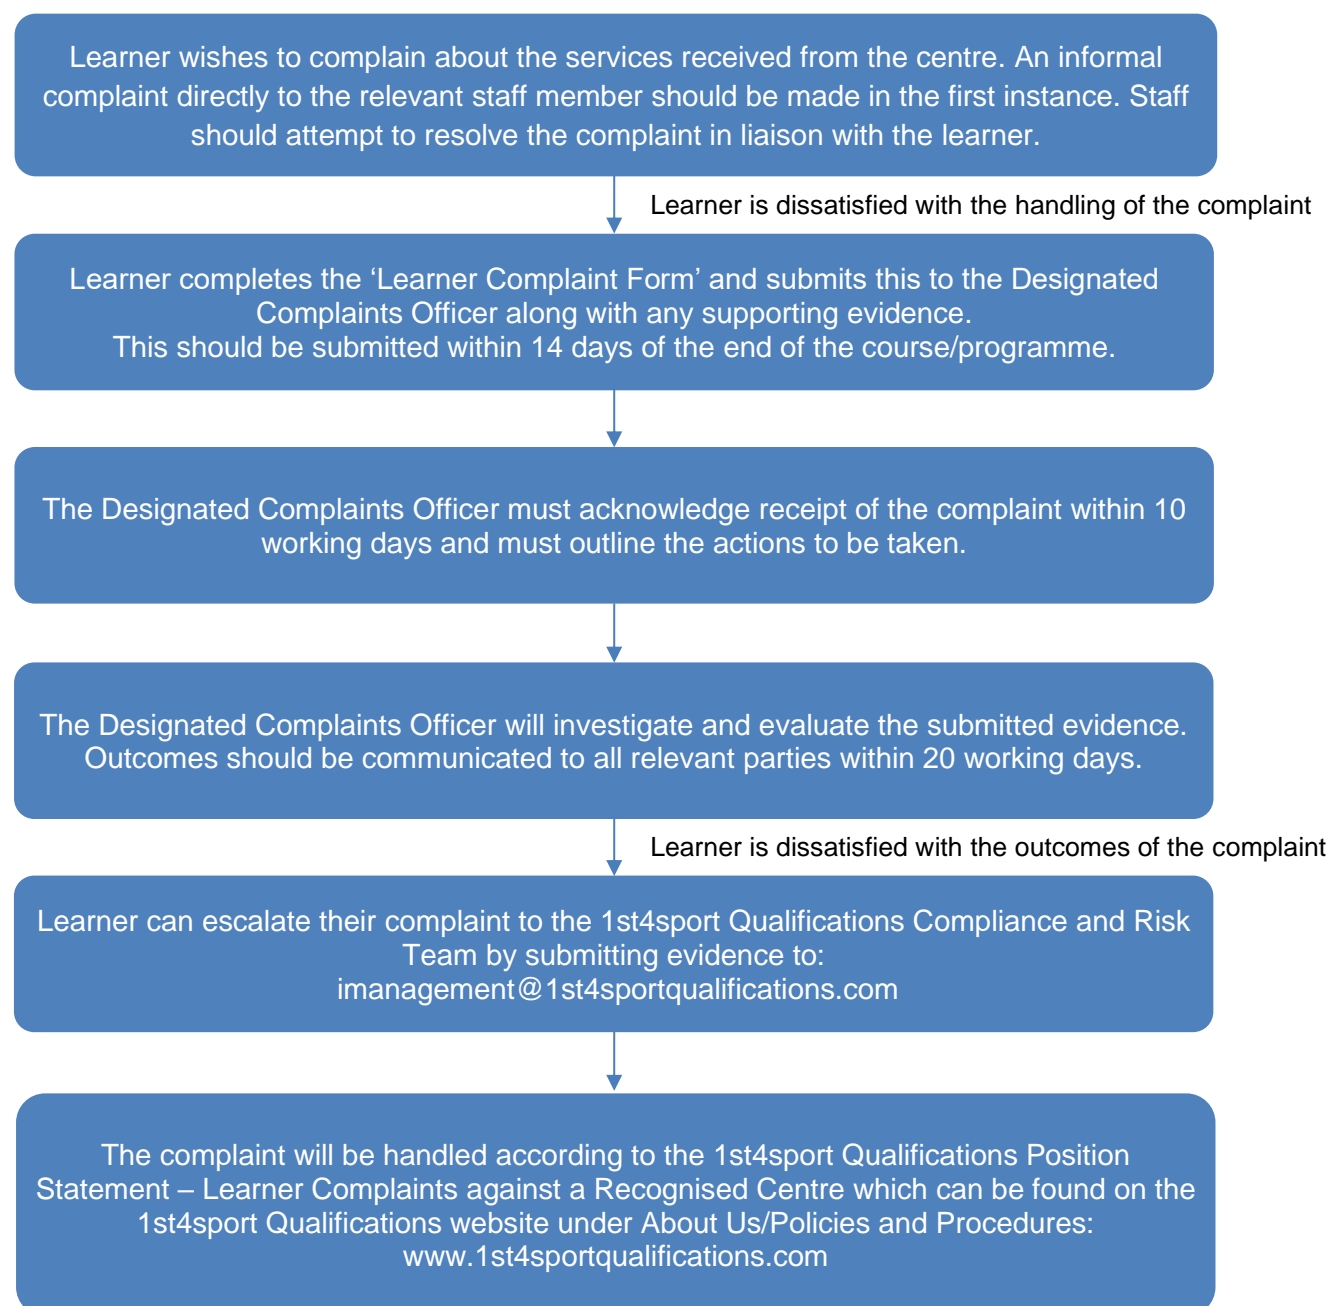 Learner wishes to complain about the services received from the centre. An informal
complaint directly to the relevant staff member should be made in the first instance. Staff
should attempt to resolve the complaint in liaison with the learner.
Learner is dissatisfied with the handling of the complaint
Learner completes the ‘Learner Complaint Form’ and submits this to the Designated
Complaints Officer along with any supporting evidence.
This should be submitted within 14 days of the end of the course/programme.
The Designated Complaints Officer must acknowledge receipt of the complaint within 10
working days and must outline the actions to be taken.
The Designated Complaints Officer will investigate and evaluate the submitted evidence.
Outcomes should be communicated to all relevant parties within 20 working days.
Learner is dissatisfied with the outcomes of the complaint
Learner can escalate their complaint to the 1st4sport Qualifications Compliance and Risk
Team by submitting evidence to:
imanagement@1st4sportqualifications.com
The complaint will be handled according to the 1st4sport Qualifications Position
Statement – Learner Complaints against a Recognised Centre which can be found on the
1st4sport Qualifications website under About Us/Policies and Procedures:
www.1st4sportqualifications.com